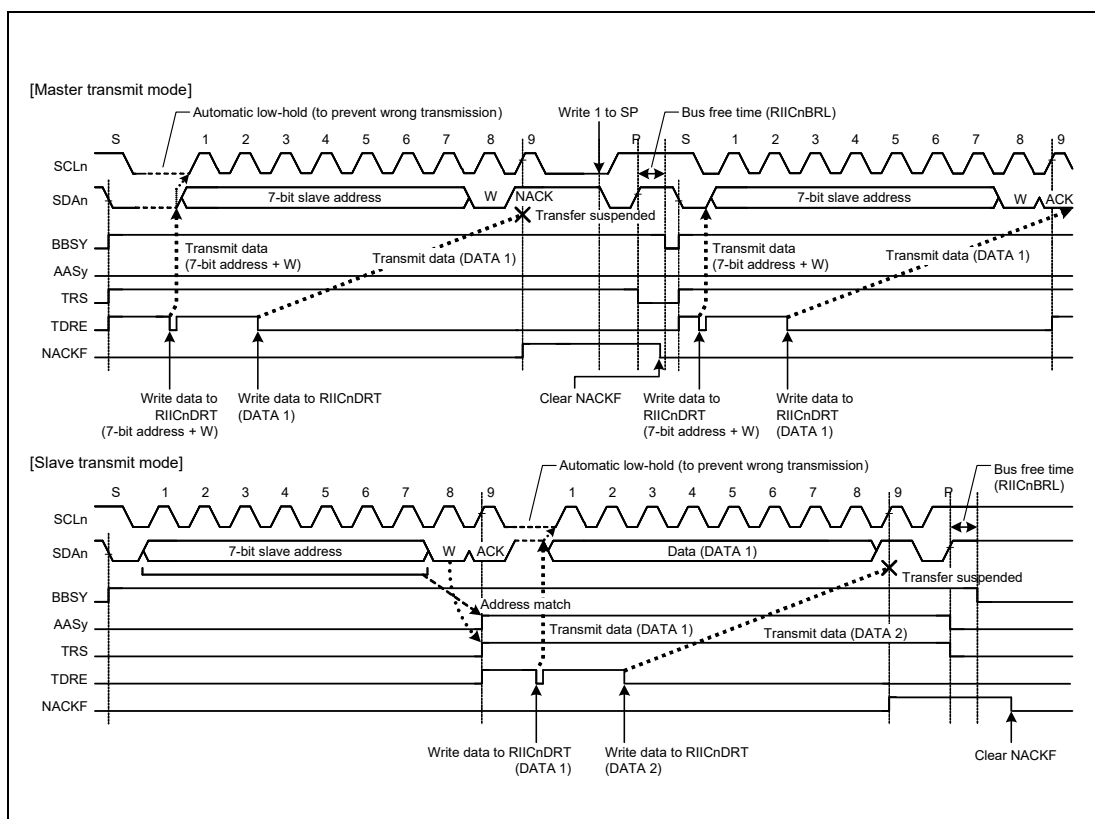 [Master transmit mode]
Automatic low-hold (to prevent wrong transmission)
Write 1 to SP
Bus free time (RIICnBRL)
S 1 2 3 4 5 6 7 8 9 P S 1 2 3 4 5 6 7 8 9
SCLn
SDAn
7-bit slave address
W
NACK
7-bit slave address
W
ACK
Transfer suspended
BBSY
Transmit data
(7-bit address + W)
Transmit data (DATA 1)
Transmit data
(7-bit address + W)
Transmit data (DATA 1)
AASy
TRS
TDRE
NACKF
Write data to
RIICnDRT
(7-bit address + W)
Write data to RIICnDRT
(DATA 1)
Clear NACKF
Write data to
RIICnDRT
(7-bit address + W)
Write data to
RIICnDRT
(DATA 1)
[Slave transmit mode]
Automatic low-hold (to prevent wrong transmission)
Bus free time
(RIICnBRL)
S 1 2 3 4 5 6 7 8 9 1 2 3 4 5 6 7 8 9 P
SCLn
SDAn
7-bit slave address
W
ACK
Data (DATA 1)
Transfer suspended
BBSY
Address match
AASy
Transmit data (DATA 1)
Transmit data (DATA 2)
TRS
TDRE
NACKF
Write data to RIICnDRT
(DATA 1)
Write data to RIICnDRT
(DATA 2)
Clear NACKF